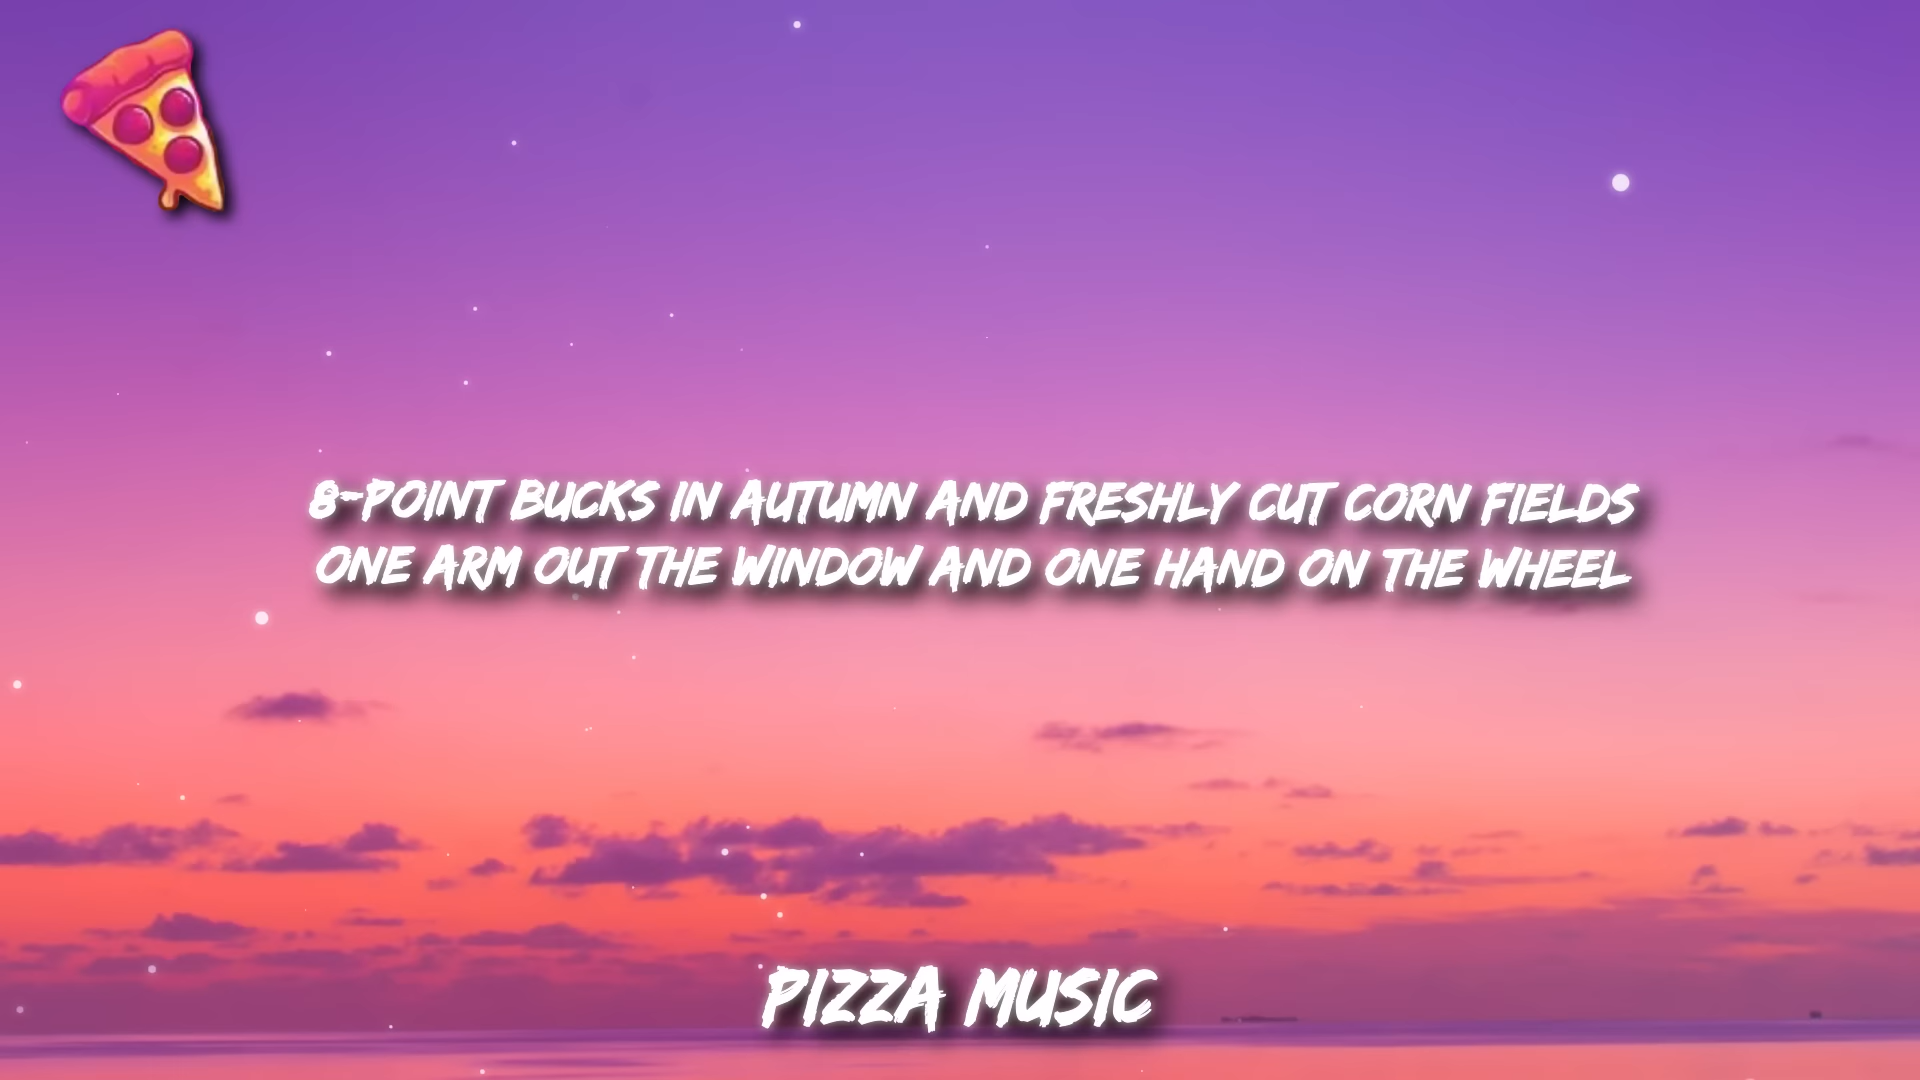 8-POINT BUCKS IN AUTUMN AND FRESHLY CUT CORN FIELDS
ONE ARM OUT THE WINDOW AND ONE HAND ON THE WHEEL
PIZZA MUSIC